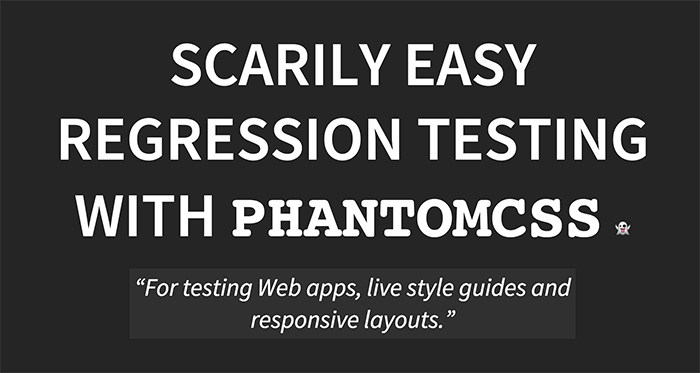 SCARILY EASY
REGRESSION TESTING
WITH PHANTOMCSS 👻
“For testing Web apps, live style guides and
responsive layouts.”